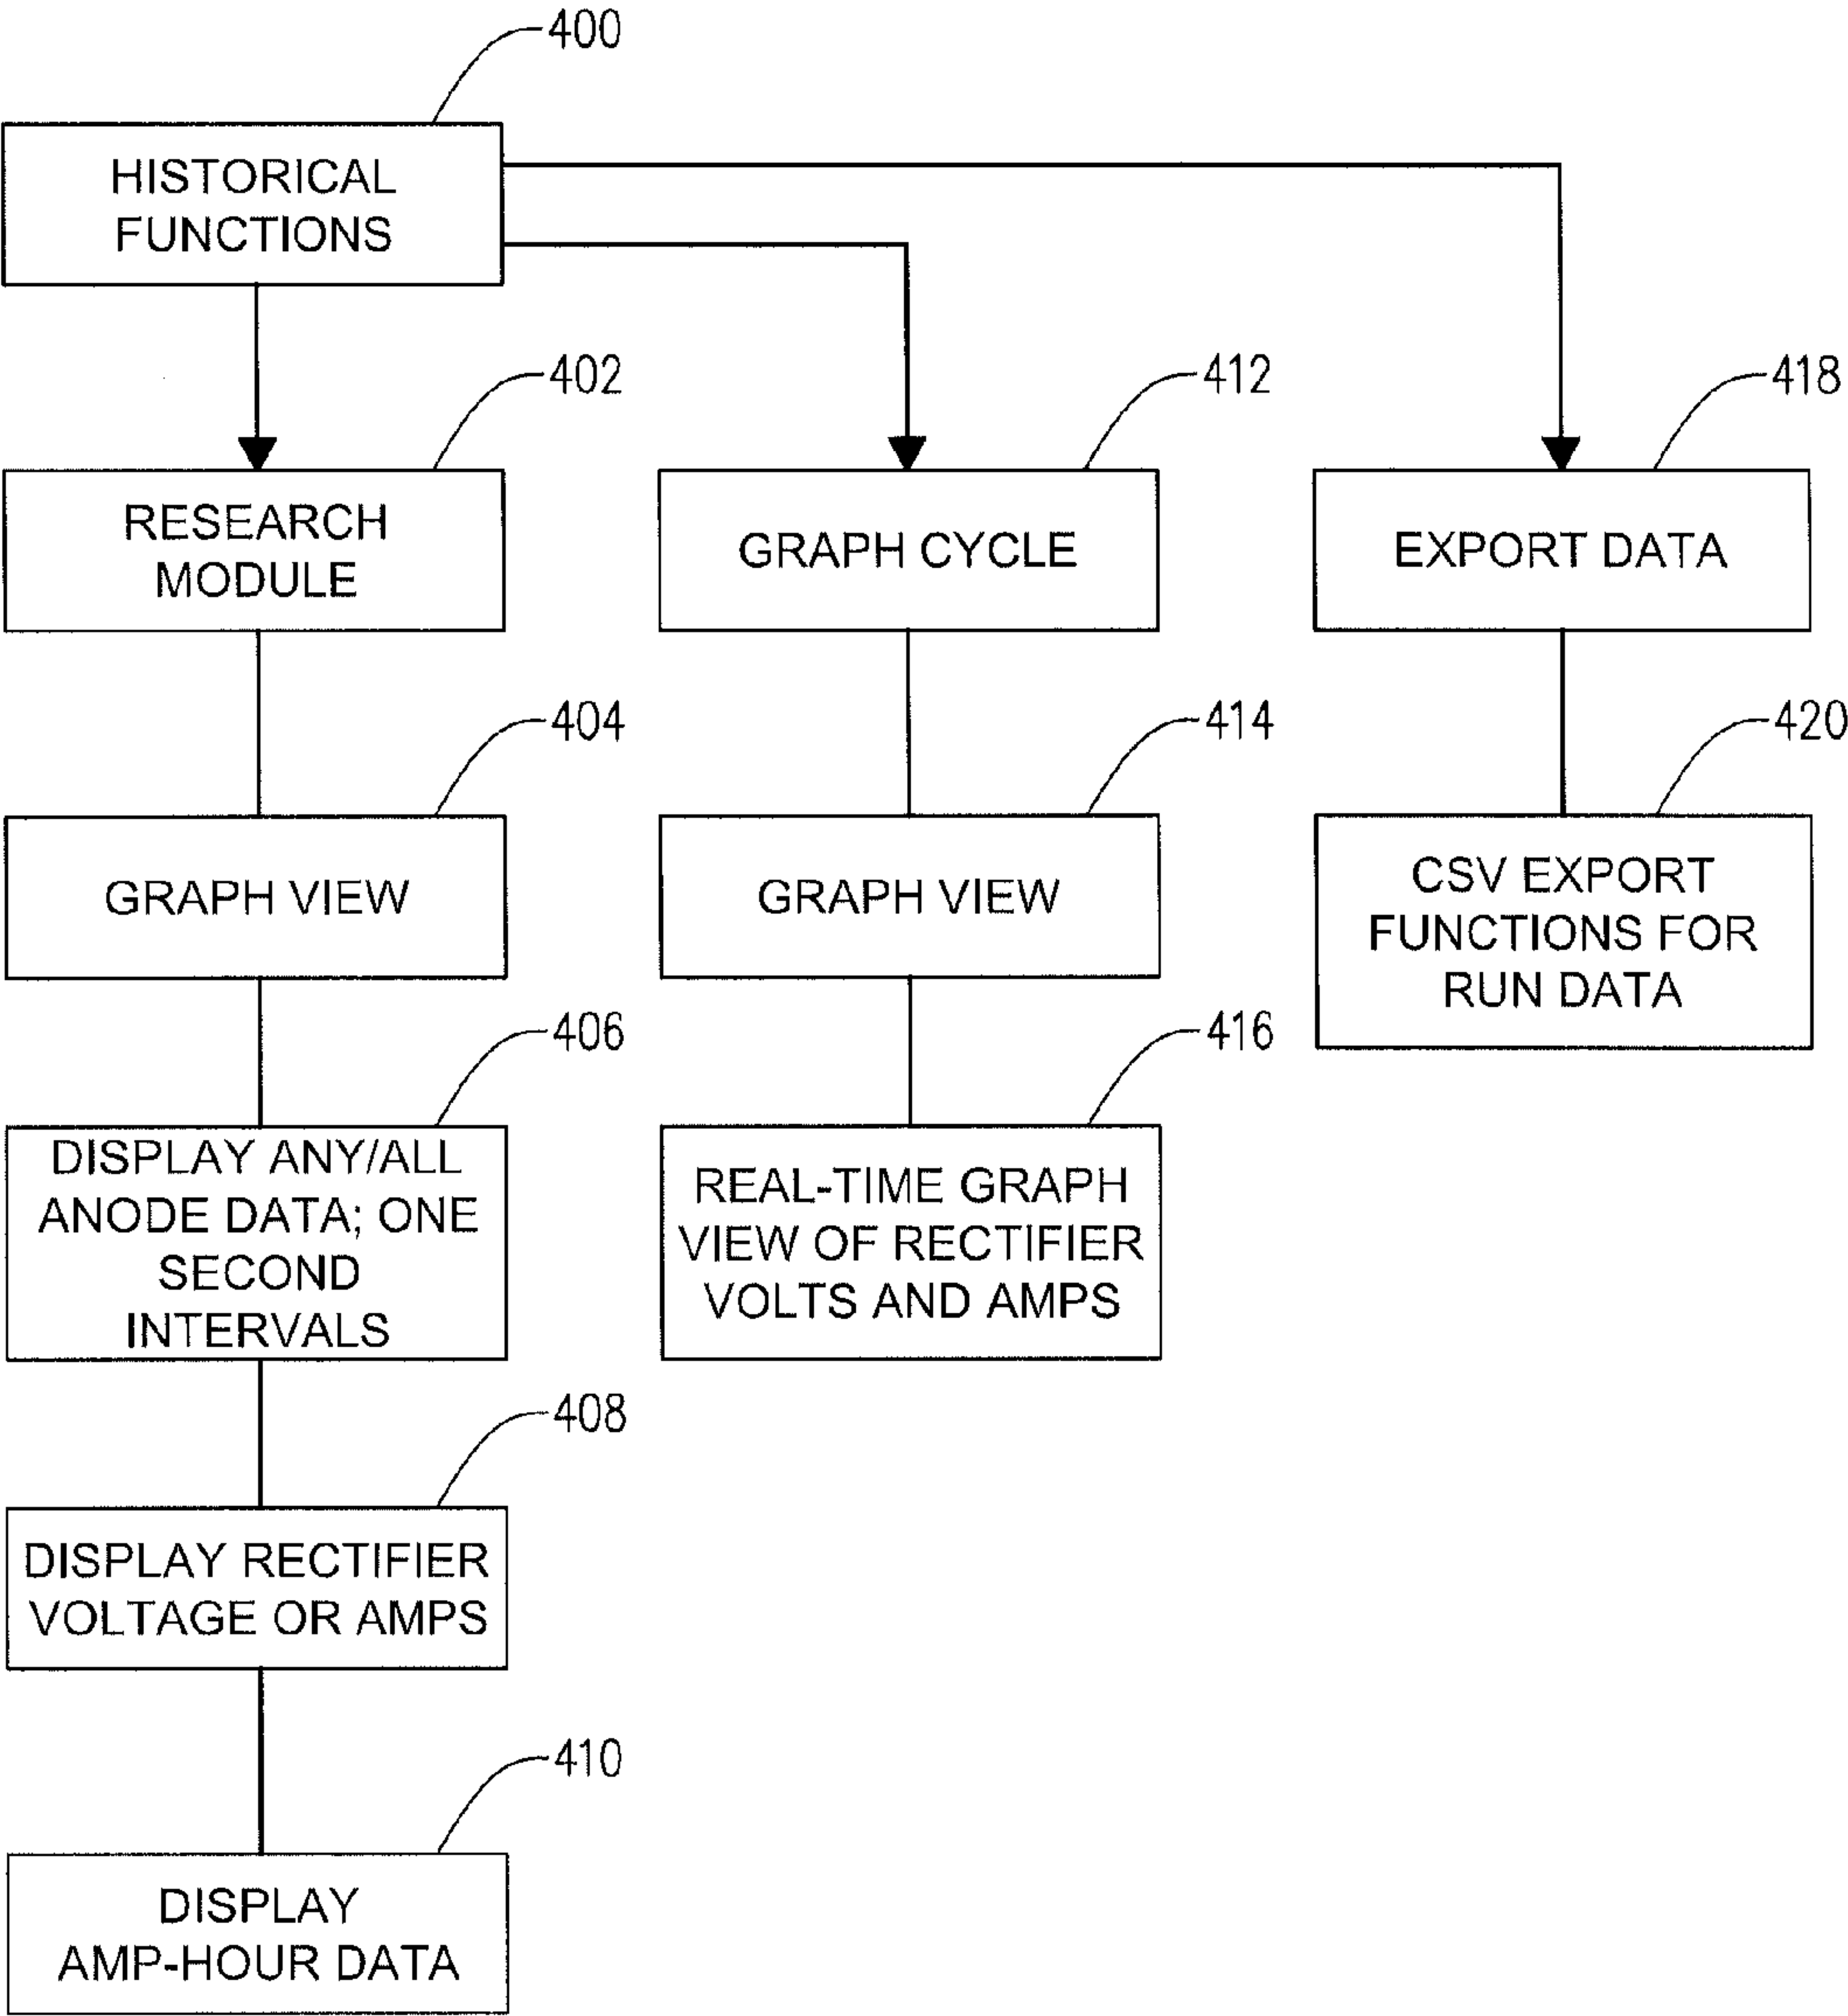 400
HISTORICAL
FUNCTIONS
402
412
418
RESEARCH
MODULE
GRAPH CYCLE
EXPORT DATA
404
414
420
GRAPH VIEW
GRAPH VIEW
CSV EXPORT
FUNCTIONS FOR
RUN DATA
406
416
DISPLAY ANY/ALL
ANODE DATA; ONE
SECOND
INTERVALS
REAL-TIME GRAPH
VIEW OF RECTIFIER
VOLTS AND AMPS
408
DISPLAY RECTIFIER
VOLTAGE OR AMPS
410
DISPLAY
AMP-HOUR DATA